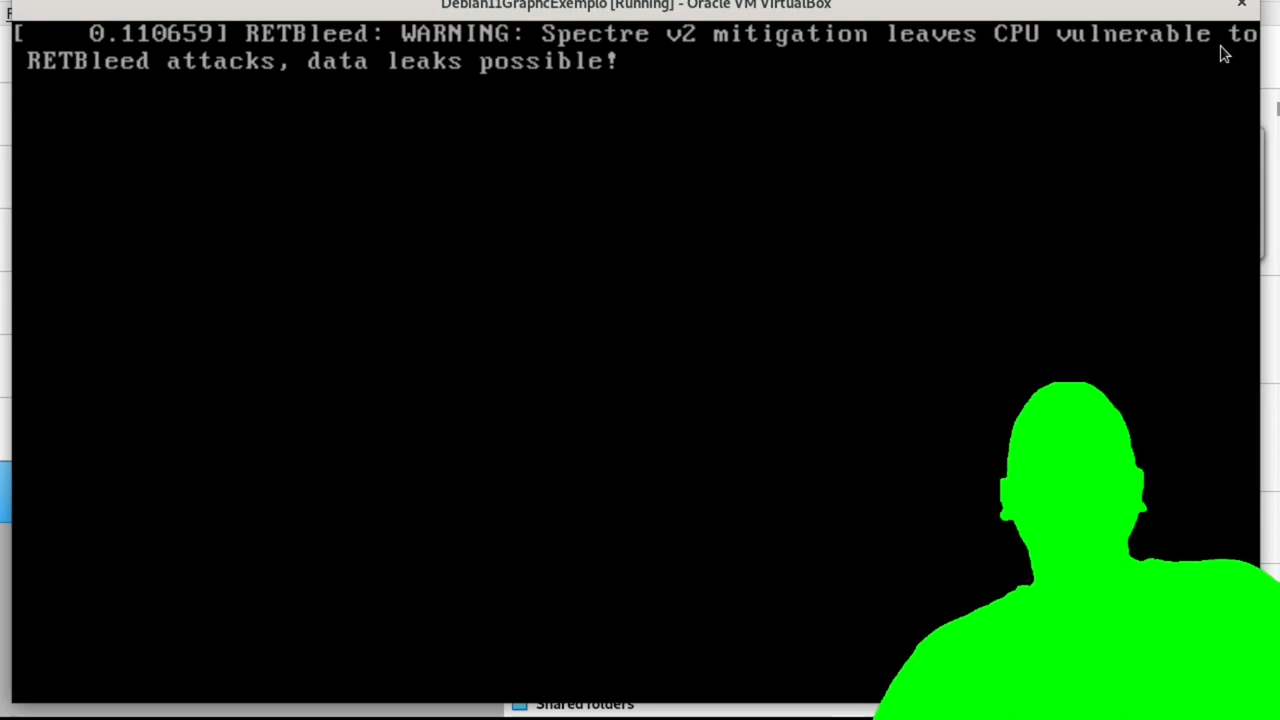 Debian11GraphcExemplo [Running] - Oracle VM VirtualBox
[    0.110659] RETBleed: WARNING: Spectre v2 mitigation leaves CPU vulnerable to
RETBleed attacks, data leaks possible!
Shared folders